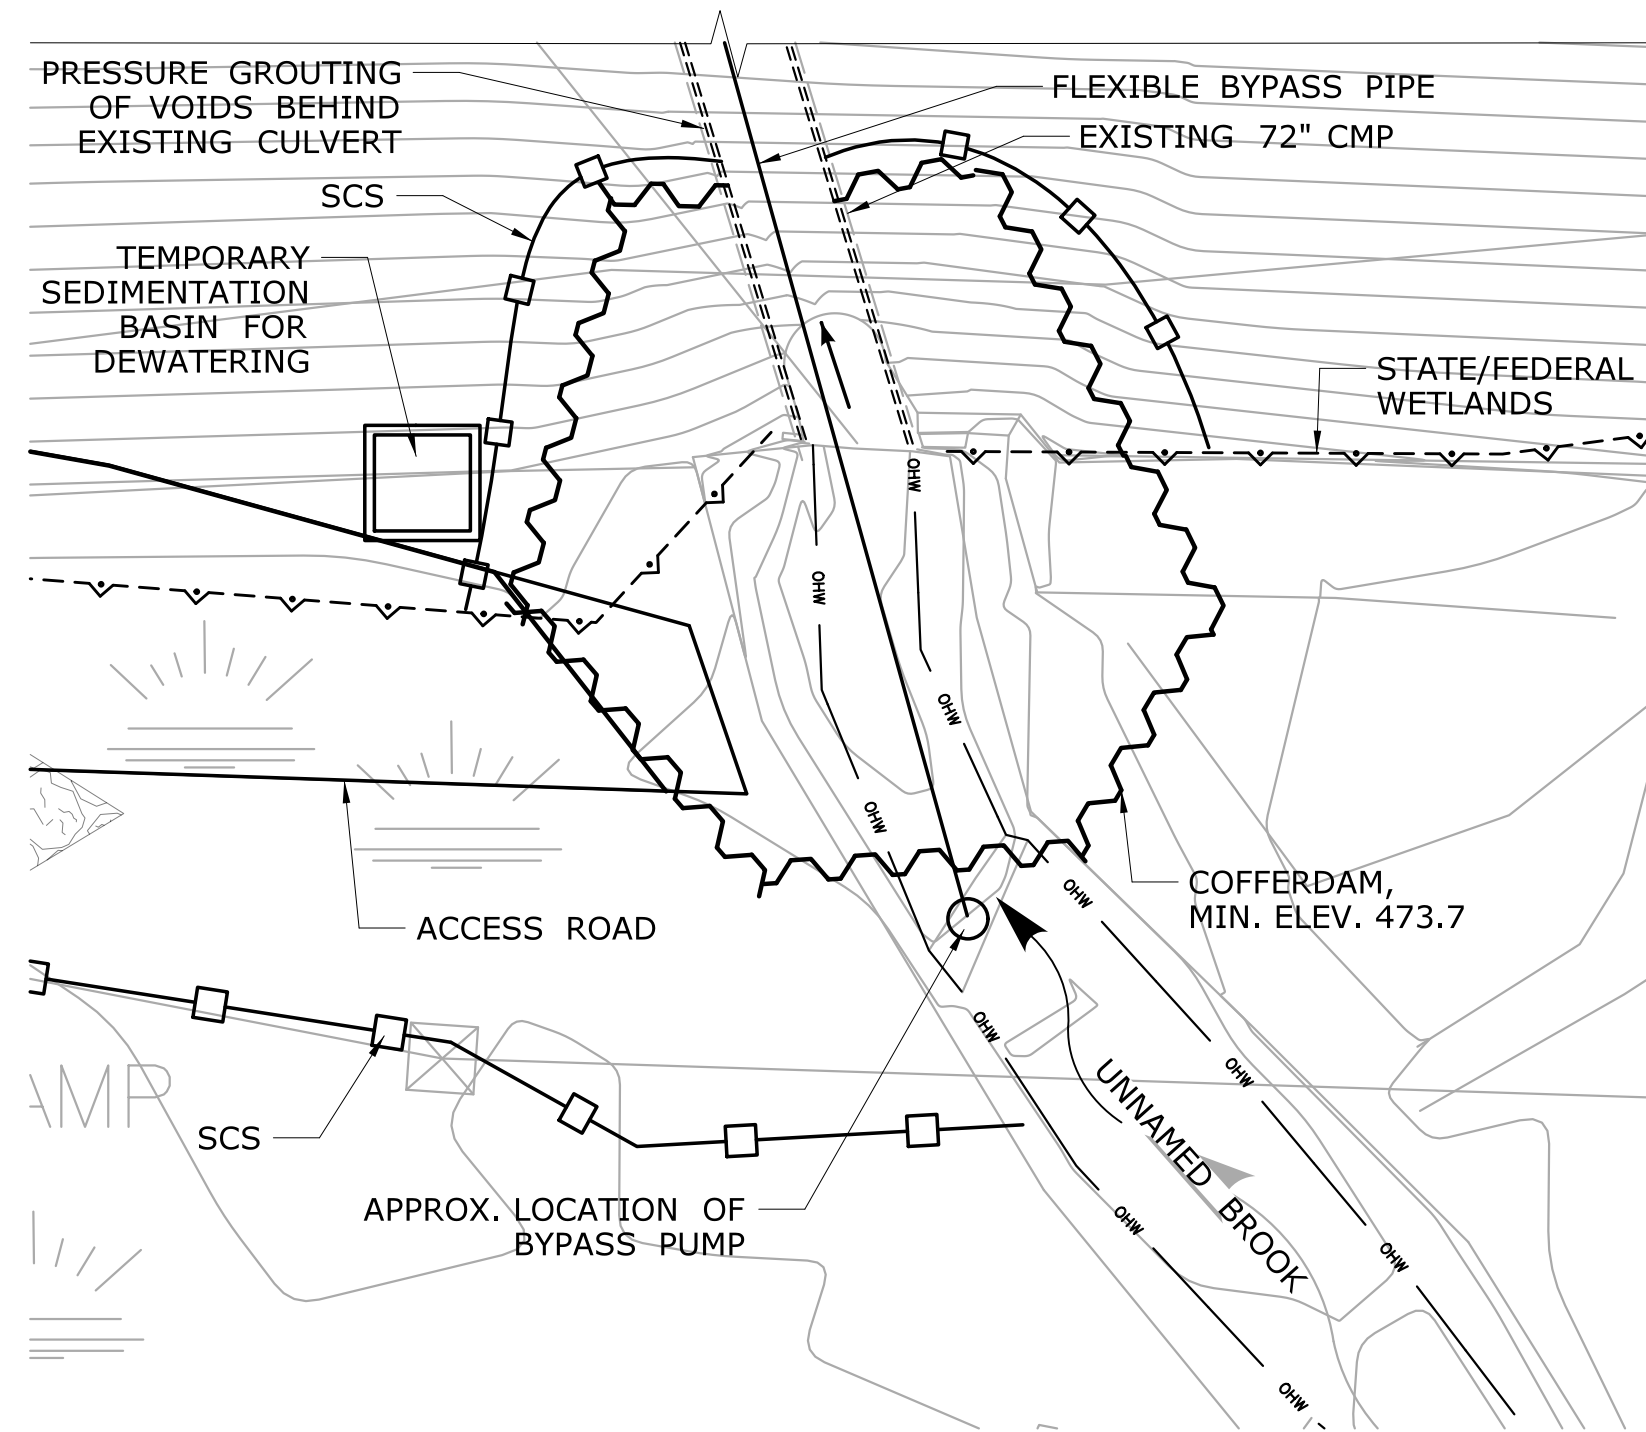 PRESSURE GROUTING
OF VOIDS BEHIND
EXISTING CULVERT
FLEXIBLE BYPASS PIPE
EXISTING 72" CMP
SCS
TEMPORARY
SEDIMENTATION
BASIN FOR
DEWATERING
STATE/FEDERAL
WETLANDS
OHW
OHW
OHW
OHW
OHW
COFFERDAM,
MIN. ELEV. 473.7
ACCESS ROAD
OHW
OHW
AMP
SCS
UNNAMED BROOK
APPROX. LOCATION OF
BYPASS PUMP
OHW
OHW
OHW